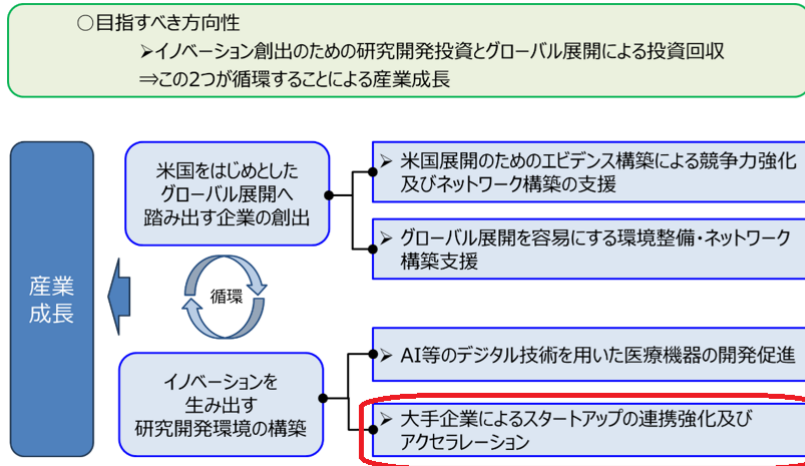 ○目指すべき方向性
➢イノベーション創出のための研究開発投資とグローバル展開による投資回収
⇒この2つが循環することによる産業成長
産業
成長
米国をはじめとした
グローバル展開へ
踏み出す企業の創出
➢ 米国展開のためのエビデンス構築による競争力強化
及びネットワーク構築の支援
➢ グローバル展開を容易にする環境整備・ネットワーク
構築支援
循環
イノベーションを
生み出す
研究開発環境の構築
➢ AI等のデジタル技術を用いた医療機器の開発促進
➢ 大手企業によるスタートアップの連携強化及び
アクセラレーション